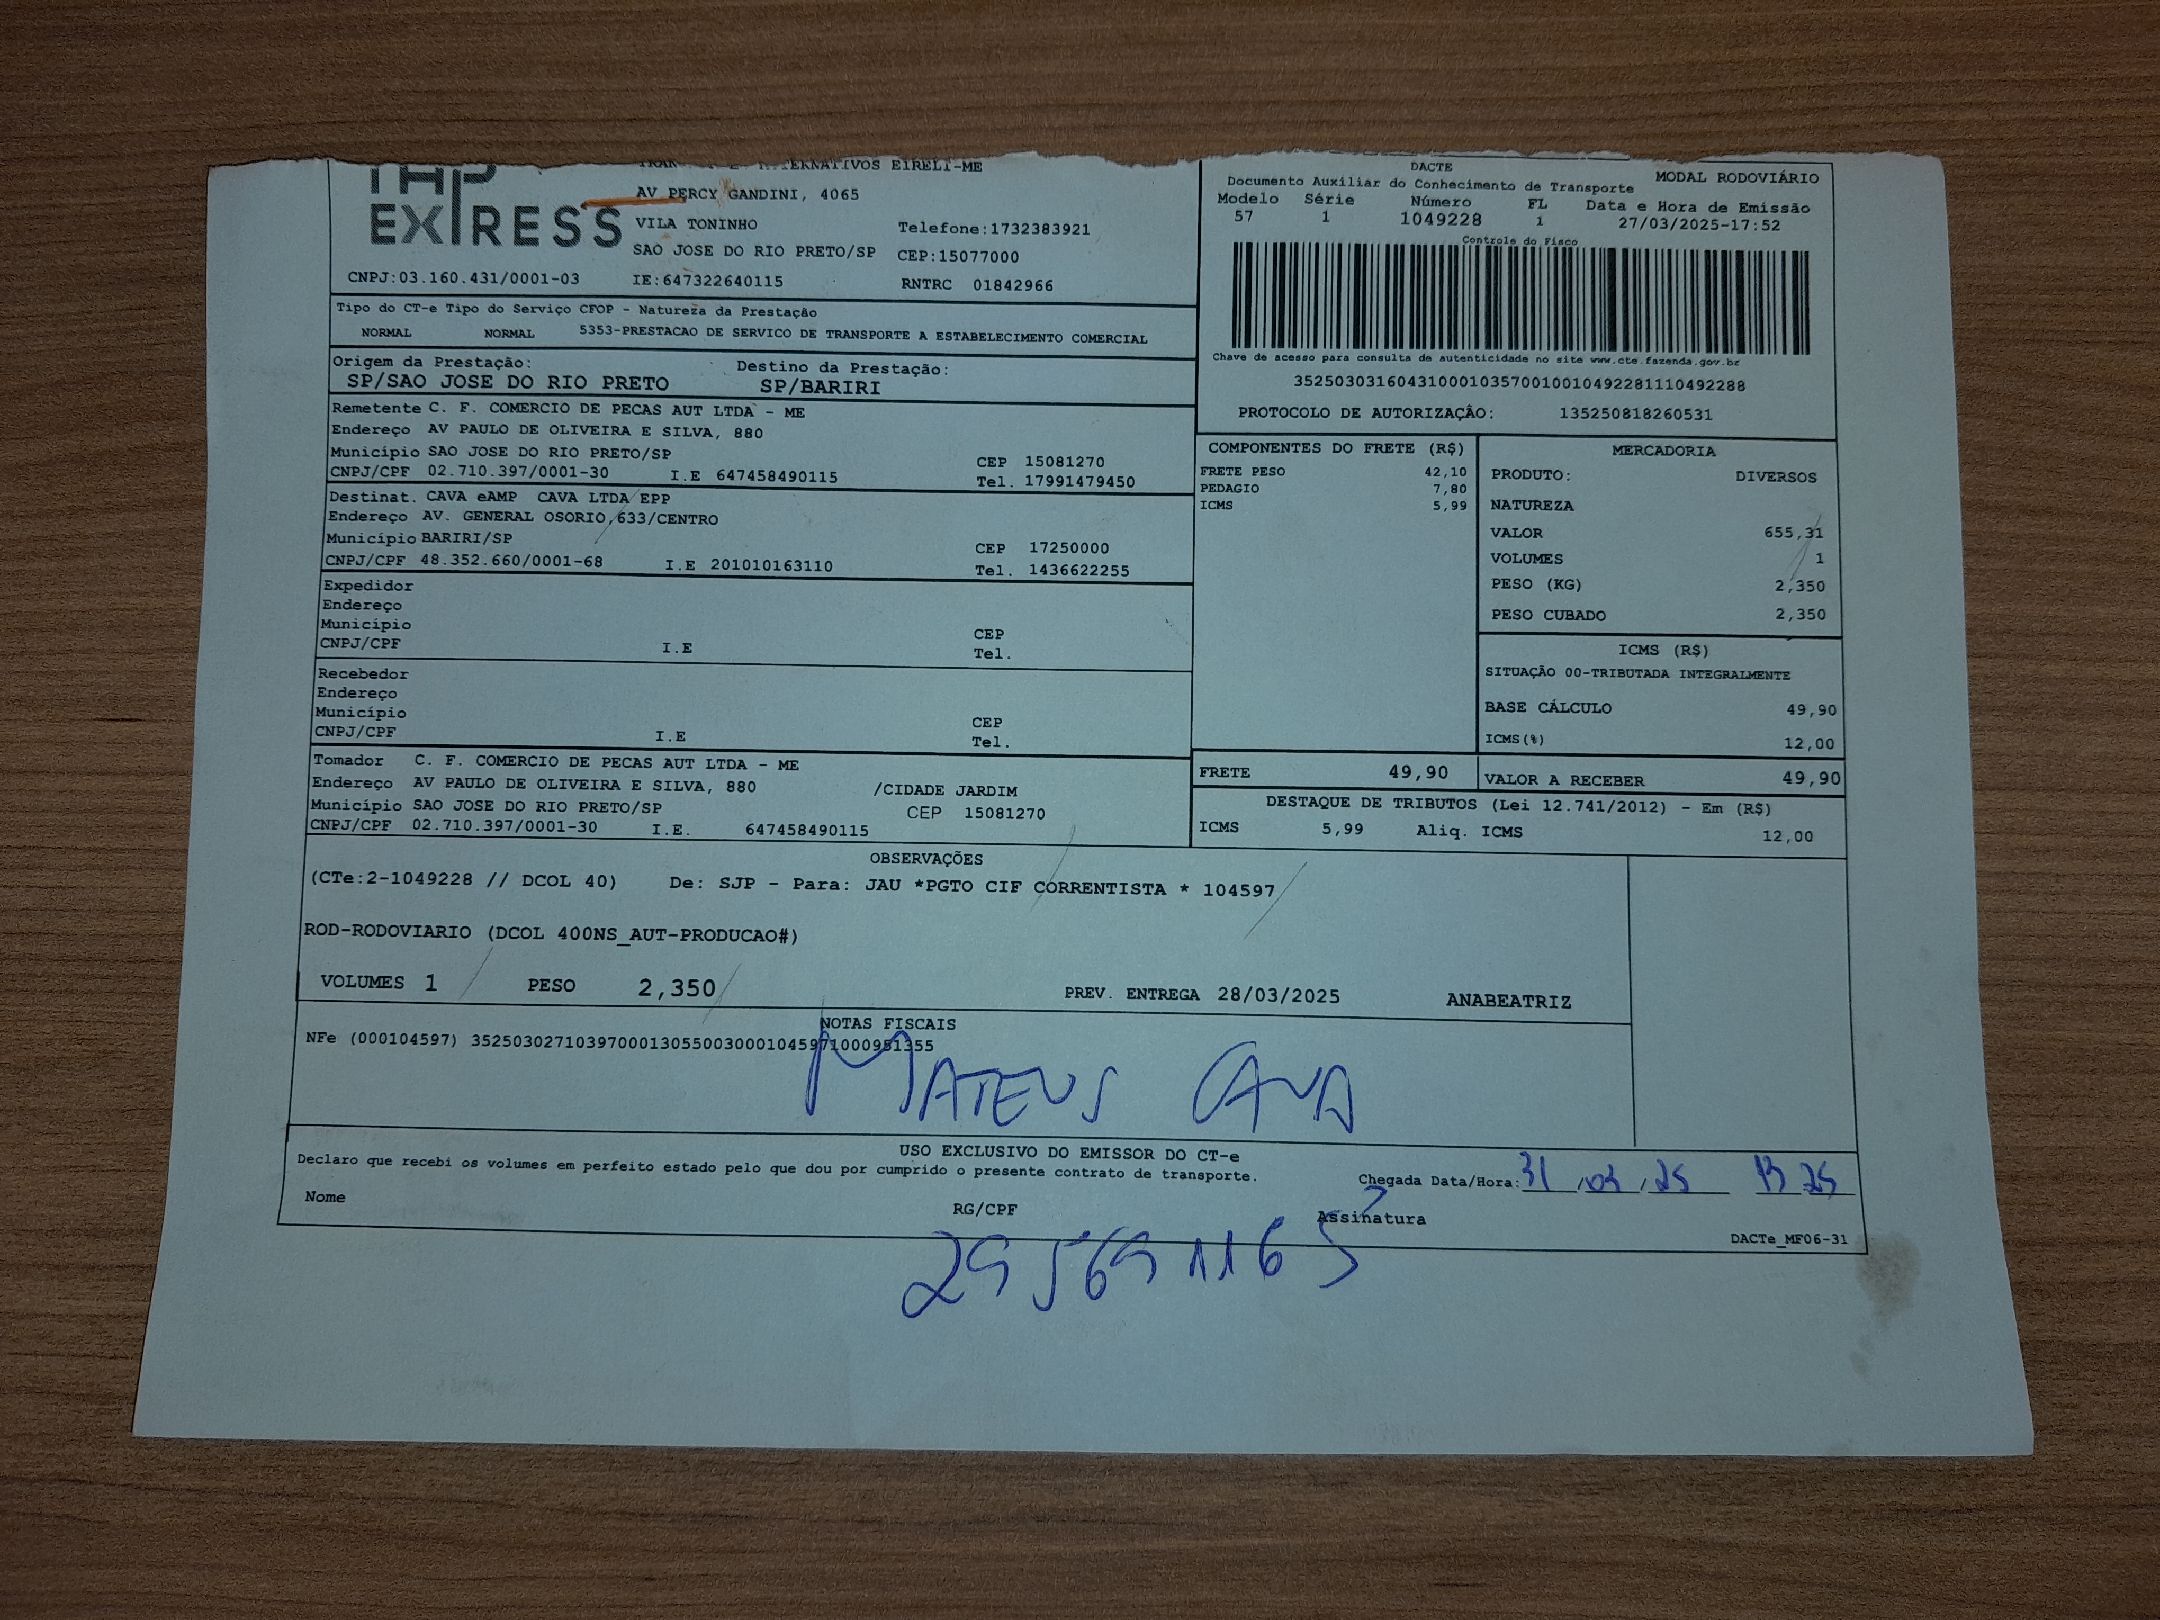 EXPRESS
EIRELI-ME
AV PERCY GANDINI, 4065
VILA TONINHO Telefone:1732383921
SAO JOSE DO RIO PRETO/SP CEP:15077000
CNPJ:03.160.431/0001-03 IE:647322640115 RNTRC 01842966
DACTE
Documento Auxiliar do Conhecimento de Transporte MODAL RODOVIÁRIO
Modelo Série Número FL Data e Hora de Emissão
57 1 1049228 1 27/03/2025-17:52
Controle do Fisco
Chave de acesso para consulta de autenticidade no site www.cte.fazenda.gov.br
35250303160431000103570010010492281110492288
PROTOCOLO DE AUTORIZAÇÂO: 135250818260531
Tipo do CT-e Tipo do Serviço CFOP - Natureza da Prestação
NORMAL NORMAL 5353-PRESTACAO DE SERVICO DE TRANSPORTE A ESTABELECIMENTO COMERCIAL
Origem da Prestação: Destino da Prestação:
SP/SAO JOSE DO RIO PRETO SP/BARIRI
Remetente C. F. COMERCIO DE PECAS AUT LTDA - ME
Endereço AV PAULO DE OLIVEIRA E SILVA, 880
Município SAO JOSE DO RIO PRETO/SP CEP 15081270
CNPJ/CPF 02.710.397/0001-30 I.E 647458490115 Tel. 17991479450
Destinat. CAVA eAMP CAVA LTDA EPP
Endereço AV. GENERAL OSORIO,633/CENTRO
Município BARIRI/SP CEP 17250000
CNPJ/CPF 48.352.660/0001-68 I.E 201010163110 Tel. 1436622255
Expedidor
Endereço
Município CEP
CNPJ/CPF I.E Tel.
Recebedor
Endereço
Município CEP
CNPJ/CPF I.E Tel.
Tomador C. F. COMERCIO DE PECAS AUT LTDA - ME
Endereço AV PAULO DE OLIVEIRA E SILVA, 880 /CIDADE JARDIM
Município SAO JOSE DO RIO PRETO/SP CEP 15081270
CNPJ/CPF 02.710.397/0001-30 I.E. 647458490115
COMPONENTES DO FRETE (R$)
FRETE PESO 42,10
PEDAGIO 7,80
ICMS 5,99
MERCADORIA
PRODUTO: DIVERSOS
NATUREZA
VALOR 655,31
VOLUMES 1
PESO (KG) 2,350
PESO CUBADO 2,350
ICMS (R$)
SITUAÇÃO 00-TRIBUTADA INTEGRALMENTE
BASE CÁLCULO 49,90
ICMS(%) 12,00
FRETE 49,90 VALOR A RECEBER 49,90
DESTAQUE DE TRIBUTOS (Lei 12.741/2012) - Em (R$)
ICMS 5,99 Aliq. ICMS 12,00
OBSERVAÇÕES
(CTe:2-1049228 // DCOL 40) De: SJP - Para: JAU *PGTO CIF CORRENTISTA * 104597
ROD-RODOVIARIO (DCOL 400NS_AUT-PRODUCAO#)
VOLUMES 1 PESO 2,350 PREV. ENTREGA 28/03/2025 ANABEATRIZ
NOTAS FISCAIS
NFe (000104597) 35250302710397000130550030001045971000951355
MATEUS CAVA
USO EXCLUSIVO DO EMISSOR DO CT-e
Declaro que recebi os volumes em perfeito estado pelo que dou por cumprido o presente contrato de transporte.
Chegada Data/Hora: 31 / 03 / 25
Nome RG/CPF Assinatura
DACTe_MF06-31